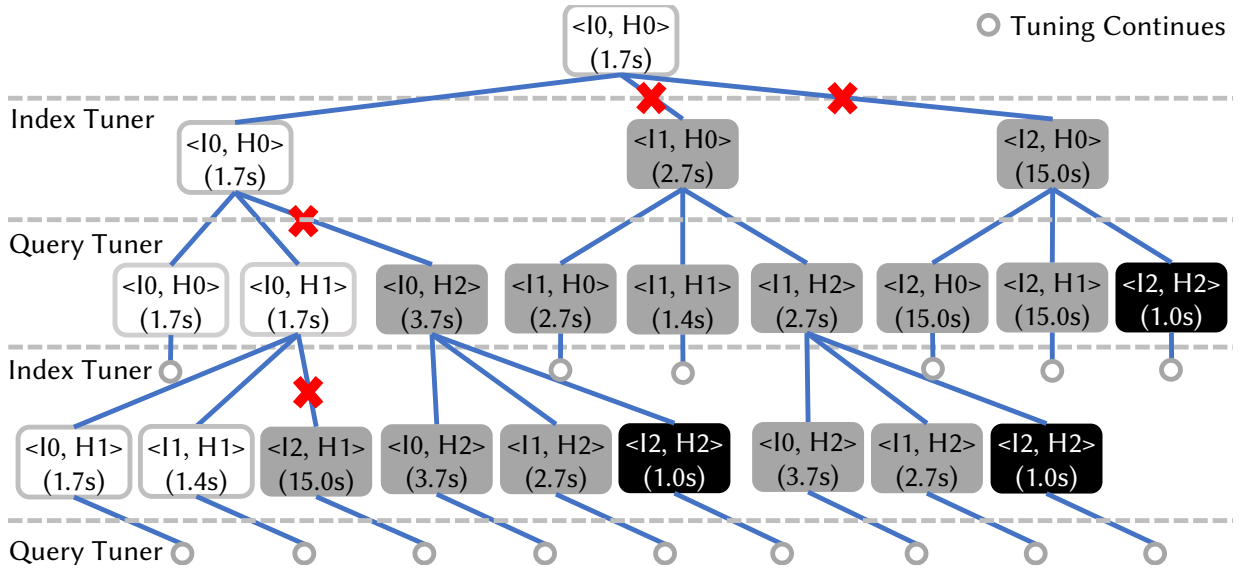 <I0, H0>
(1.7s)
Tuning Continues
Index Tuner
<I0, H0>
(1.7s)
<I1, H0>
(2.7s)
<I2, H0>
(15.0s)
Query Tuner
<I0, H0>
(1.7s)
<I0, H1>
(1.7s)
<I0, H2>
(3.7s)
<I1, H0>
(2.7s)
<I1, H1>
(1.4s)
<I1, H2>
(2.7s)
<I2, H0>
(15.0s)
<I2, H1>
(15.0s)
<I2, H2>
(1.0s)
Index Tuner
<I0, H1>
(1.7s)
<I1, H1>
(1.4s)
<I2, H1>
(15.0s)
<I0, H2>
(3.7s)
<I1, H2>
(2.7s)
<I2, H2>
(1.0s)
<I0, H2>
(3.7s)
<I1, H2>
(2.7s)
<I2, H2>
(1.0s)
Query Tuner